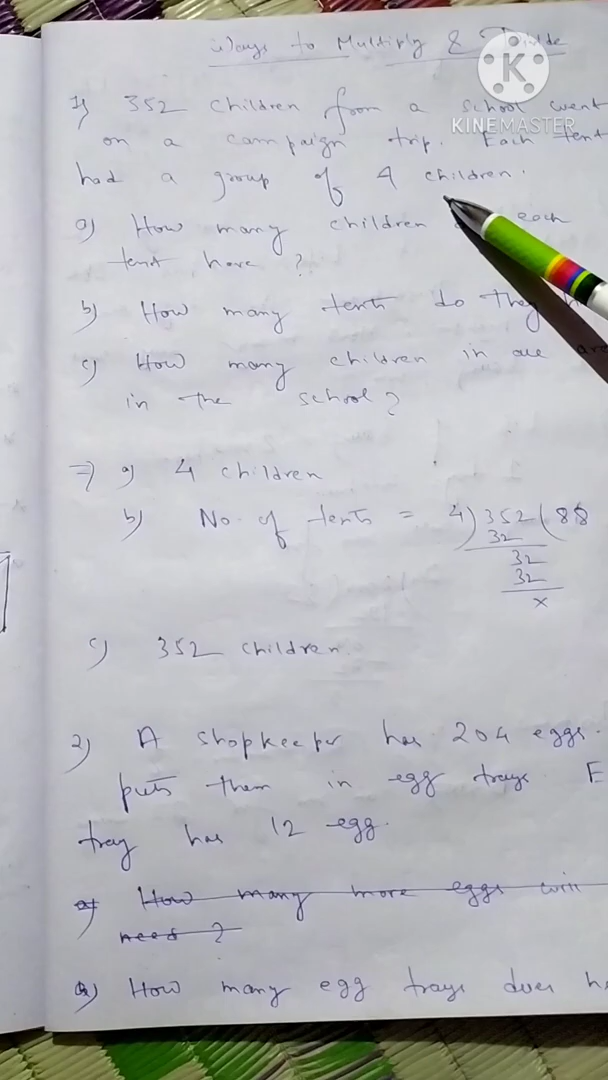 Ways to Multiply & Divide
K
KINEMASTER
1) 352 children from a school went
on a campaign trip. Each tent
had a group of 4 children.
a) How many children each
tent have ?
b) How many tents do they
c) How many children in all are
in the school?
=> a) 4 children
b) No. of tents = 4) 352 ( 88
32
32
32
x
c) 352 children
2) A shopkeeper has 204 eggs.
puts them in egg trays. E
tray has 12 egg.
a) How many more eggs will
need ?
a) How many egg trays does h